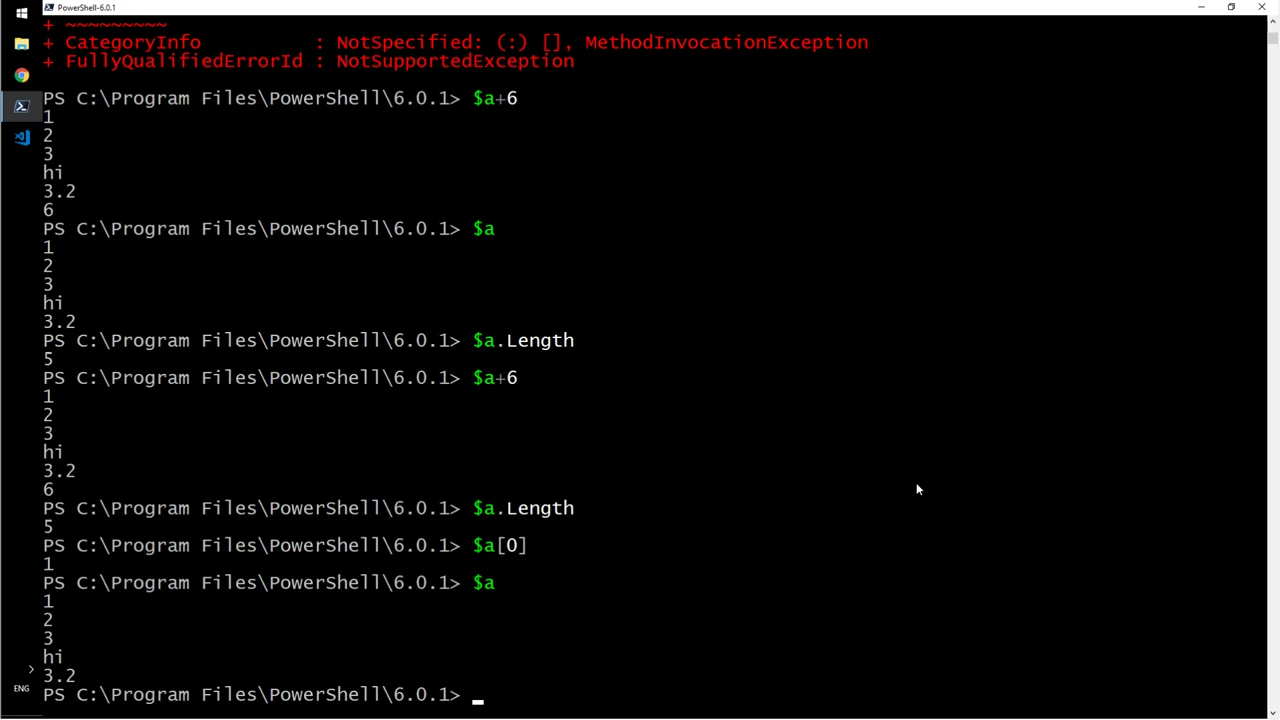 PowerShell-6.0.1
+ ~~~~~~~~~
+ CategoryInfo          : NotSpecified: (:) [], MethodInvocationException
+ FullyQualifiedErrorId : NotSupportedException
PS C:\Program Files\PowerShell\6.0.1> $a+6
1
2
3
hi
3.2
6
PS C:\Program Files\PowerShell\6.0.1> $a
1
2
3
hi
3.2
PS C:\Program Files\PowerShell\6.0.1> $a.Length
5
PS C:\Program Files\PowerShell\6.0.1> $a+6
1
2
3
hi
3.2
6
PS C:\Program Files\PowerShell\6.0.1> $a.Length
5
PS C:\Program Files\PowerShell\6.0.1> $a[0]
1
PS C:\Program Files\PowerShell\6.0.1> $a
1
2
3
hi
3.2
PS C:\Program Files\PowerShell\6.0.1>
ENG